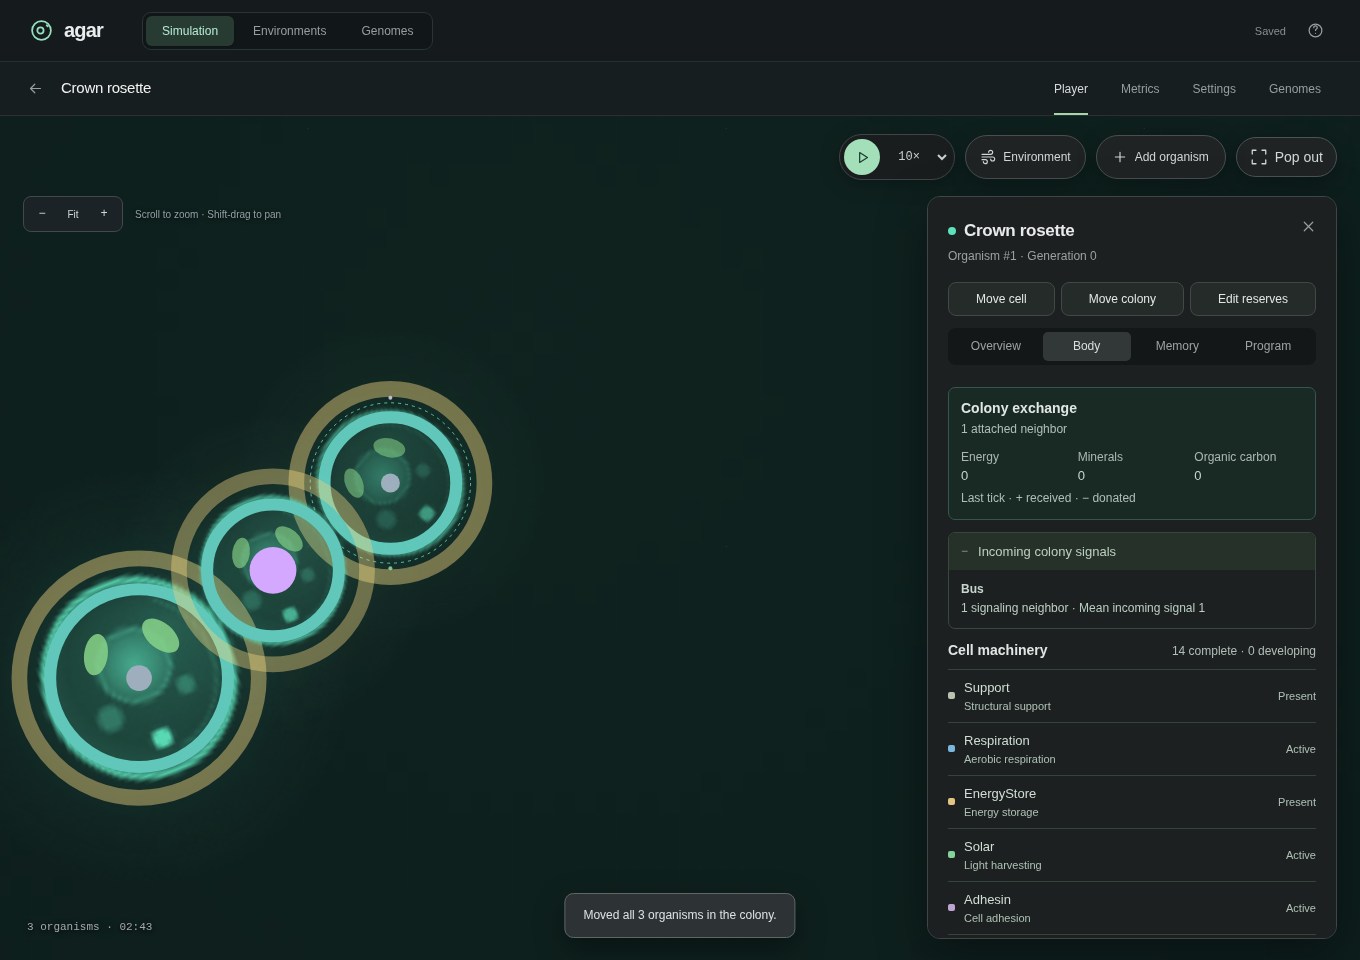 agar
Simulation
Environments
Genomes
Saved
Crown rosette
Player
Metrics
Settings
Genomes
10×
Environment
Add organism
Pop out
− Fit +
Scroll to zoom · Shift-drag to pan
Crown rosette
Organism #1 · Generation 0
Move cell
Move colony
Edit reserves
Overview
Body
Memory
Program
Colony exchange
1 attached neighbor
Energy Minerals Organic carbon
0 0 0
Last tick · + received · − donated
− Incoming colony signals
Bus
1 signaling neighbor · Mean incoming signal 1
Cell machinery 14 complete · 0 developing
Support
Structural support
Present
Respiration
Aerobic respiration
Active
EnergyStore
Energy storage
Present
Solar
Light harvesting
Active
Adhesin
Cell adhesion
Active
Moved all 3 organisms in the colony.
3 organisms · 02:43